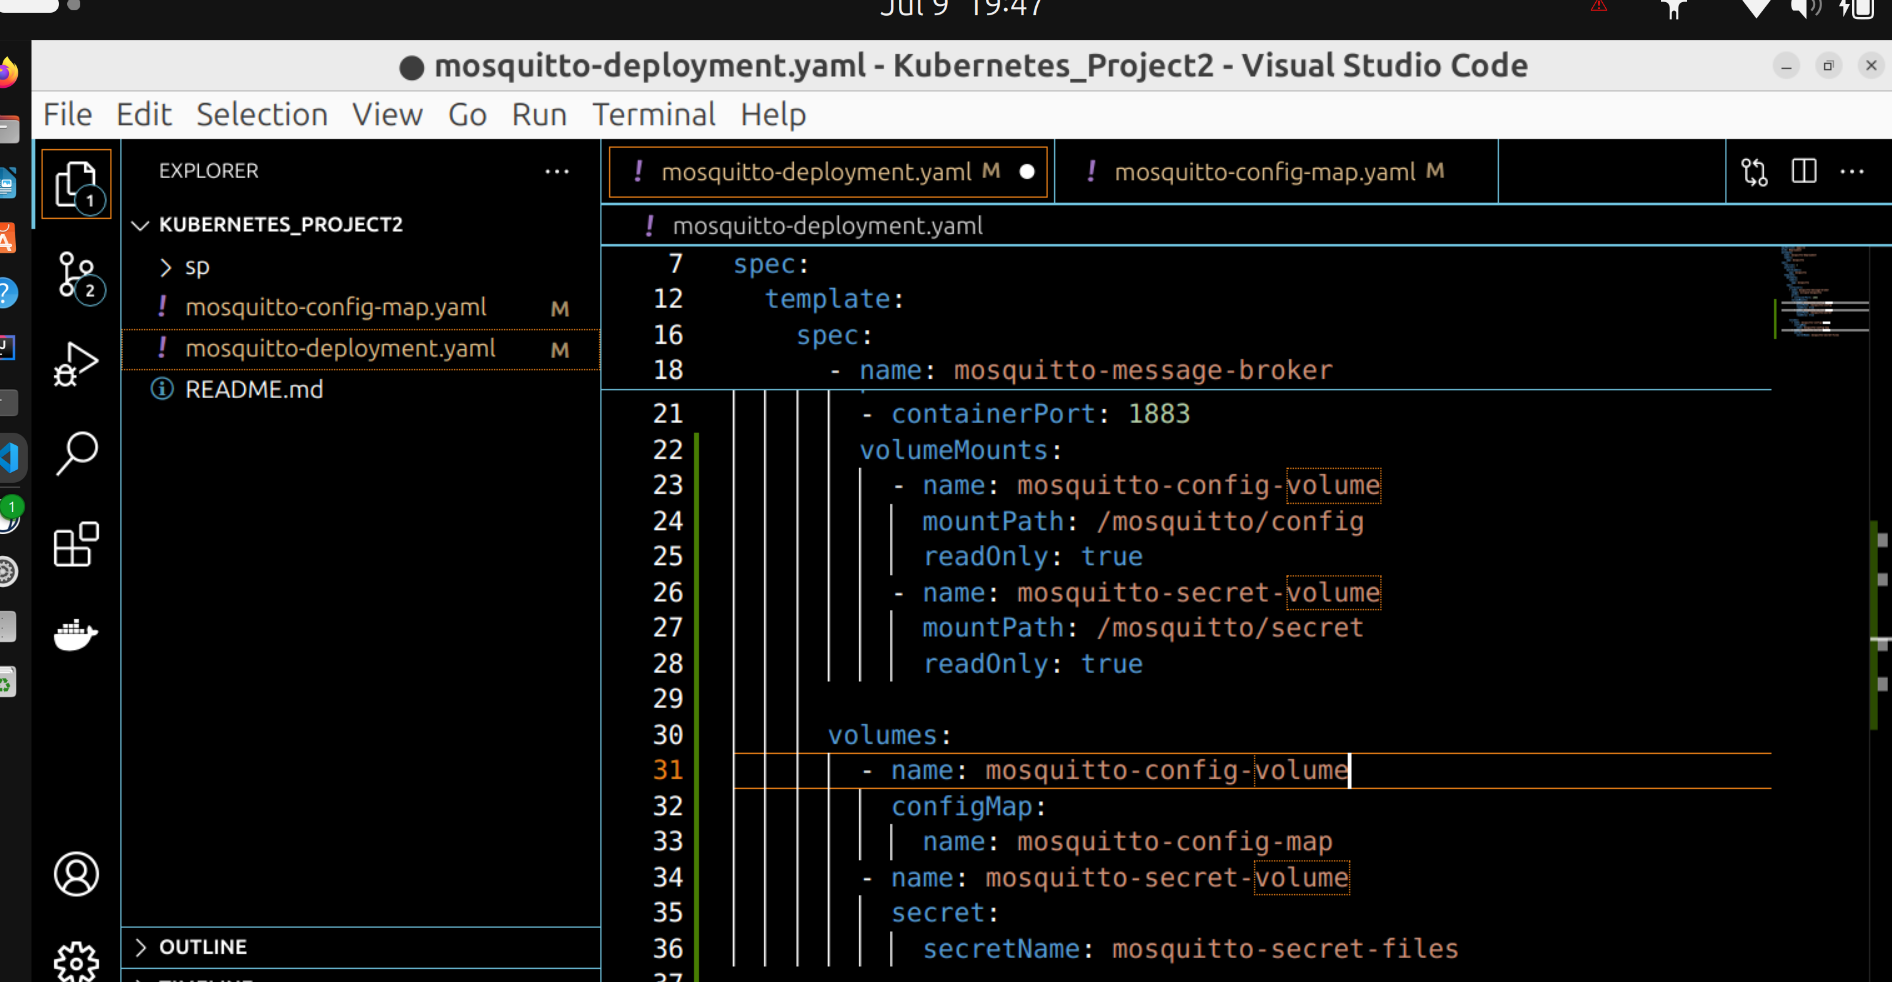 Jul 9 19:47
mosquitto-deployment.yaml - Kubernetes_Project2 - Visual Studio Code
File Edit Selection View Go Run Terminal Help
EXPLORER
KUBERNETES_PROJECT2
sp
! mosquitto-config-map.yaml M
! mosquitto-deployment.yaml M
README.md
OUTLINE
1
2
1
! mosquitto-deployment.yaml M
! mosquitto-config-map.yaml M
! mosquitto-deployment.yaml
7 spec:
12 template:
16 spec:
18 - name: mosquitto-message-broker
21 - containerPort: 1883
22 volumeMounts:
23 - name: mosquitto-config-volume
24 mountPath: /mosquitto/config
25 readOnly: true
26 - name: mosquitto-secret-volume
27 mountPath: /mosquitto/secret
28 readOnly: true
29
30 volumes:
31 - name: mosquitto-config-volume
32 configMap:
33 name: mosquitto-config-map
34 - name: mosquitto-secret-volume
35 secret:
36 secretName: mosquitto-secret-files
37